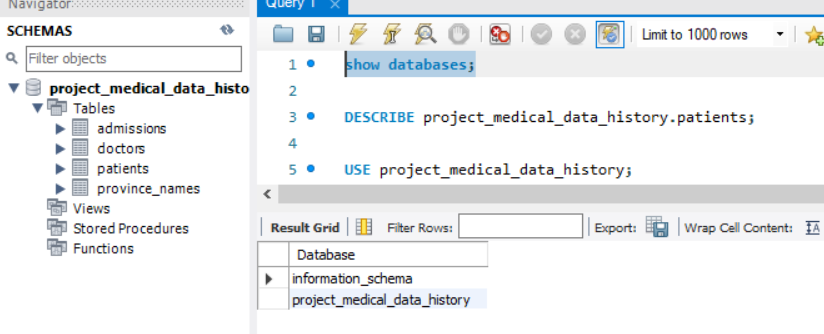 Navigator
Query 1
SCHEMAS
Filter objects
project_medical_data_histo
Tables
admissions
doctors
patients
province_names
Views
Stored Procedures
Functions
Limit to 1000 rows
1 show databases;
2
3 DESCRIBE project_medical_data_history.patients;
4
5 USE project_medical_data_history;
Result Grid Filter Rows: Export: Wrap Cell Content: IA
Database
information_schema
project_medical_data_history